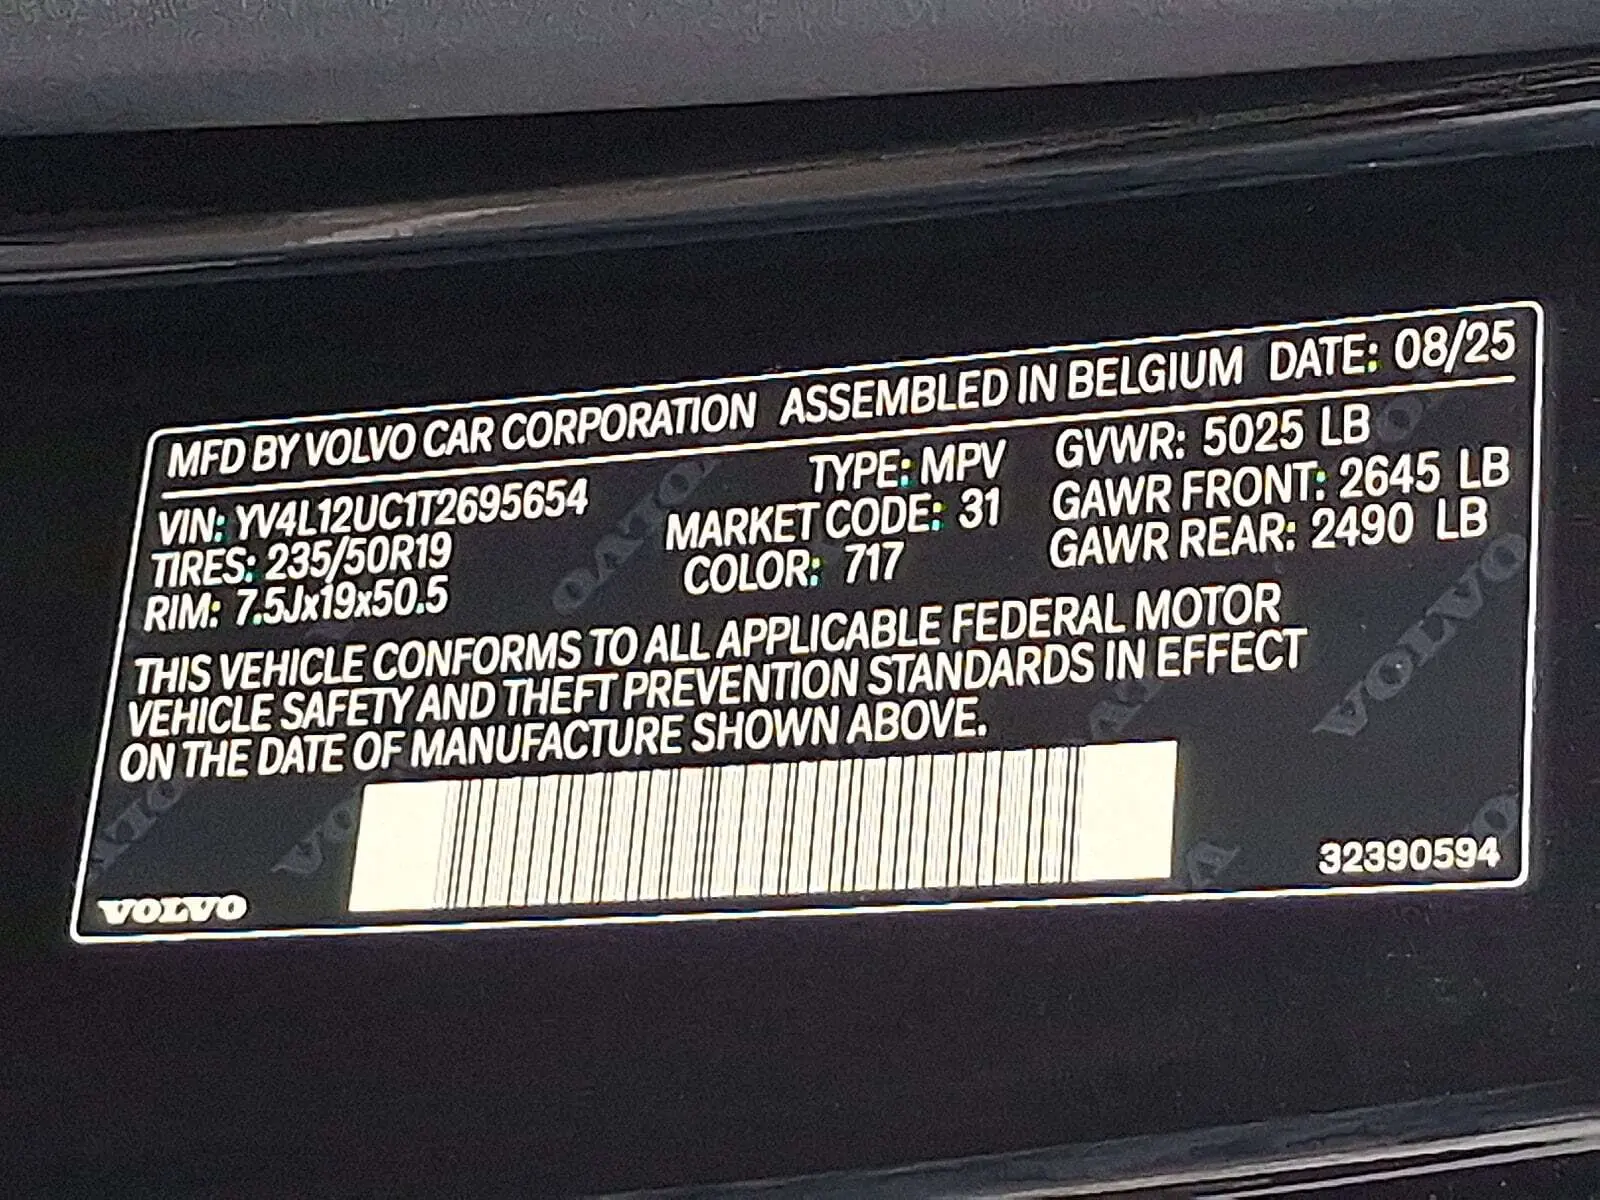 MFD BY VOLVO CAR CORPORATION ASSEMBLED IN BELGIUM DATE: 08/25
VIN: YV4L12UC1T2695654 TYPE: MPV GVWR: 5025 LB
TIRES: 235/50R19 MARKET CODE: 31 GAWR FRONT: 2645 LB
RIM: 7.5Jx19x50.5 COLOR: 717 GAWR REAR: 2490 LB
THIS VEHICLE CONFORMS TO ALL APPLICABLE FEDERAL MOTOR
VEHICLE SAFETY AND THEFT PREVENTION STANDARDS IN EFFECT
ON THE DATE OF MANUFACTURE SHOWN ABOVE.
VOLVO 32390594